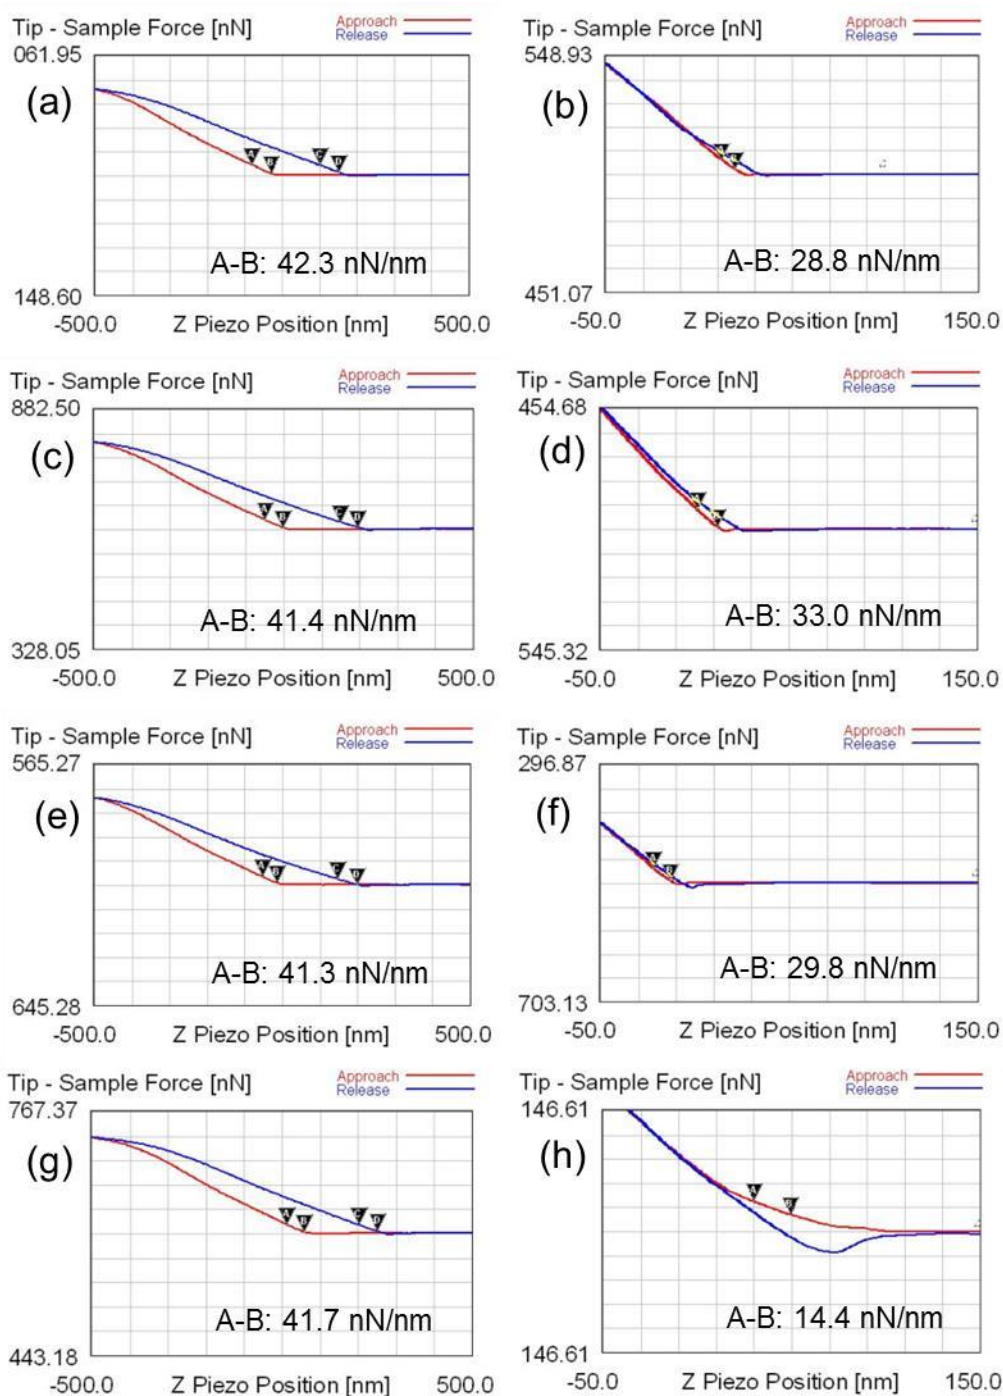 Tip - Sample Force [nN] Approach
Release
061.95
(a)
A B C D
A-B: 42.3 nN/nm
148.60
-500.0 Z Piezo Position [nm] 500.0
Tip - Sample Force [nN] Approach
Release
548.93
(b)
A
A-B: 28.8 nN/nm
451.07
-50.0 Z Piezo Position [nm] 150.0
Tip - Sample Force [nN] Approach
Release
882.50
(c)
A B C D
A-B: 41.4 nN/nm
328.05
-500.0 Z Piezo Position [nm] 500.0
Tip - Sample Force [nN] Approach
Release
454.68
(d)
A
A-B: 33.0 nN/nm
545.32
-50.0 Z Piezo Position [nm] 150.0
Tip - Sample Force [nN] Approach
Release
565.27
(e)
A B C D
A-B: 41.3 nN/nm
645.28
-500.0 Z Piezo Position [nm] 500.0
Tip - Sample Force [nN] Approach
Release
296.87
(f)
A B
A-B: 29.8 nN/nm
703.13
-50.0 Z Piezo Position [nm] 150.0
Tip - Sample Force [nN] Approach
Release
767.37
(g)
A B C D
A-B: 41.7 nN/nm
443.18
-500.0 Z Piezo Position [nm] 500.0
Tip - Sample Force [nN] Approach
Release
146.61
(h)
A B
A-B: 14.4 nN/nm
146.61
-50.0 Z Piezo Position [nm] 150.0